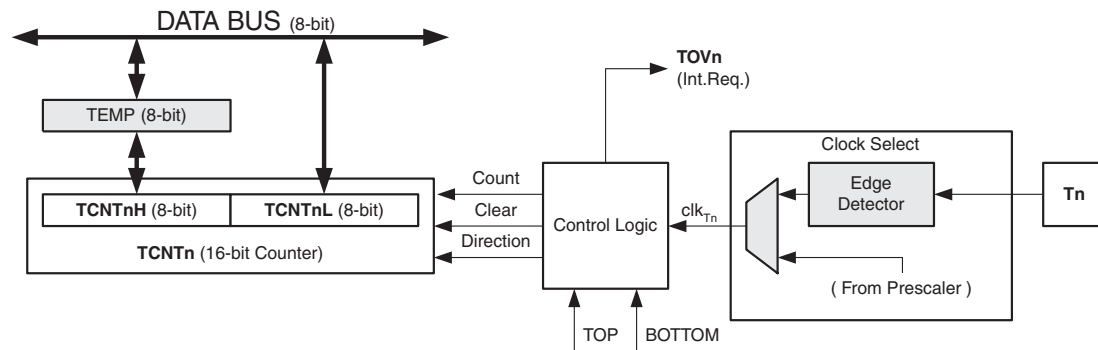 DATA BUS (8-bit)
TOVn
(Int.Req.)
TEMP (8-bit)
Clock Select
Count
Edge
Detector
Tn
TCNTnH (8-bit)
TCNTnL (8-bit)
Clear
Control Logic
clkTn
TCNTn (16-bit Counter)
Direction
( From Prescaler )
TOP
BOTTOM